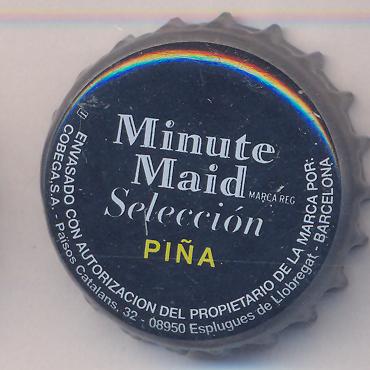 Minute
Maid
MARCA REG
Selección
PIÑA
ENVASADO CON AUTORIZACION DEL PROPIETARIO DE LA MARCA POR:
COBEGA,S.A. - Països Catalans, 32 - 08950 Esplugues de Llobregat - BARCELONA